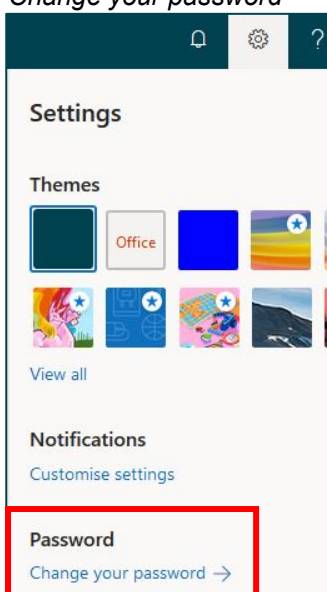 Change your password
?
Settings
Themes
Office
View all
Notifications
Customise settings
Password
Change your password →